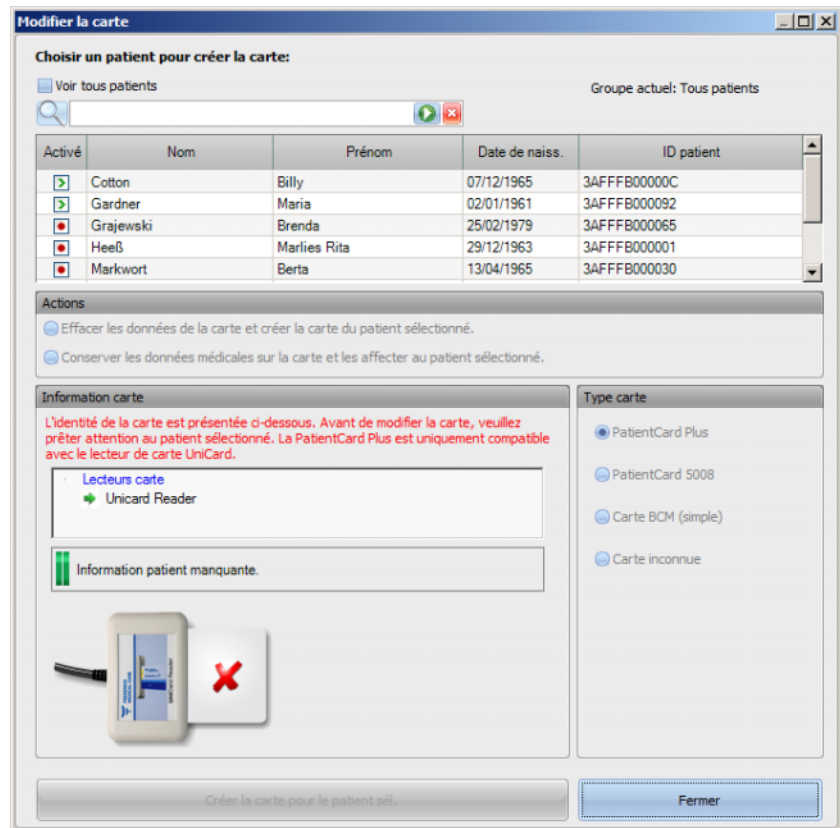 Modifier la carte
Choisir un patient pour créer la carte:
Voir tous patients
Groupe actuel: Tous patients
Activé Nom Prénom Date de naiss. ID patient
Cotton Billy 07/12/1965 3AFFFB00000C
Gardner Maria 02/01/1961 3AFFFB000092
Grajewski Brenda 25/02/1979 3AFFFB000065
Heeß Marlies Rita 29/12/1963 3AFFFB000001
Markwort Berta 13/04/1965 3AFFFB000030
Actions
Effacer les données de la carte et créer la carte du patient sélectionné.
Conserver les données médicales sur la carte et les affecter au patient sélectionné.
Information carte
L'identité de la carte est présentée ci-dessous. Avant de modifier la carte, veuillez
prêter attention au patient sélectionné. La PatientCard Plus est uniquement compatible
avec le lecteur de carte UniCard.
Lecteurs carte
Unicard Reader
Information patient manquante.
UniCard Reader
Type carte
PatientCard Plus
PatientCard 5008
Carte BCM (simple)
Carte inconnue
Créer la carte pour le patient sél.
Fermer